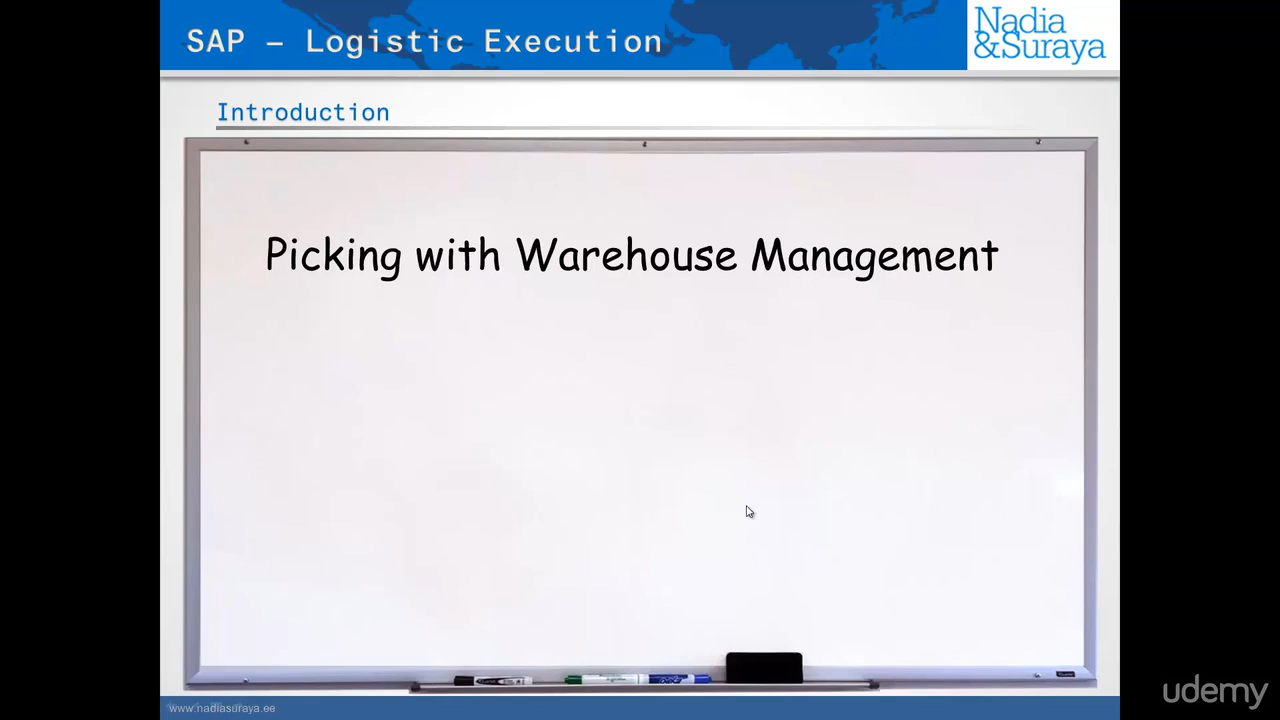 SAP – Logistic Execution
Nadia
&Suraya
Introduction
Picking with Warehouse Management
www.nadiasuraya.ee
udemy